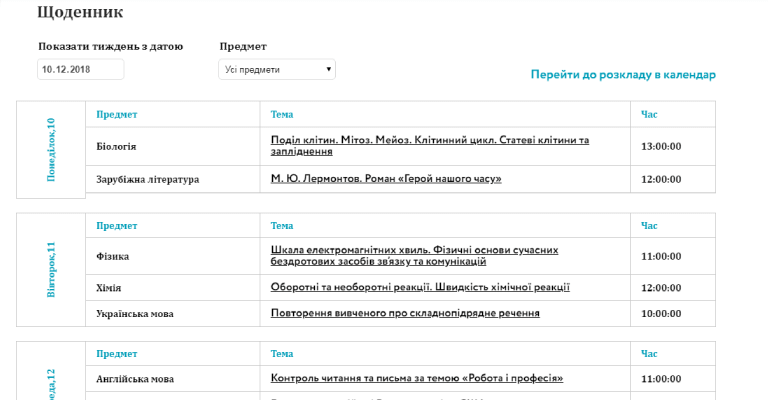 Щоденник
Показати тиждень з датою
Предмет
10.12.2018
Усі предмети
Перейти до розкладу в календар
Понеділок,10
Предмет Тема Час
Біологія
Поділ клітин. Мітоз. Мейоз. Клітинний цикл. Статеві клітини та
запліднення
13:00:00
Зарубіжна література М. Ю. Лермонтов. Роман «Герой нашого часу» 12:00:00
Вівторок,11
Предмет Тема Час
Фізика
Шкала електромагнітних хвиль. Фізичні основи сучасних
бездротових засобів зв'язку та комунікацій
11:00:00
Хімія Оборотні та необоротні реакції. Швидкість хімічної реакції 12:00:00
Українська мова Повторення вивченого про складнопідрядне речення 10:00:00
еда,12
Предмет Тема Час
Англійська мова Контроль читання та письма за темою «Робота і професія» 11:00:00